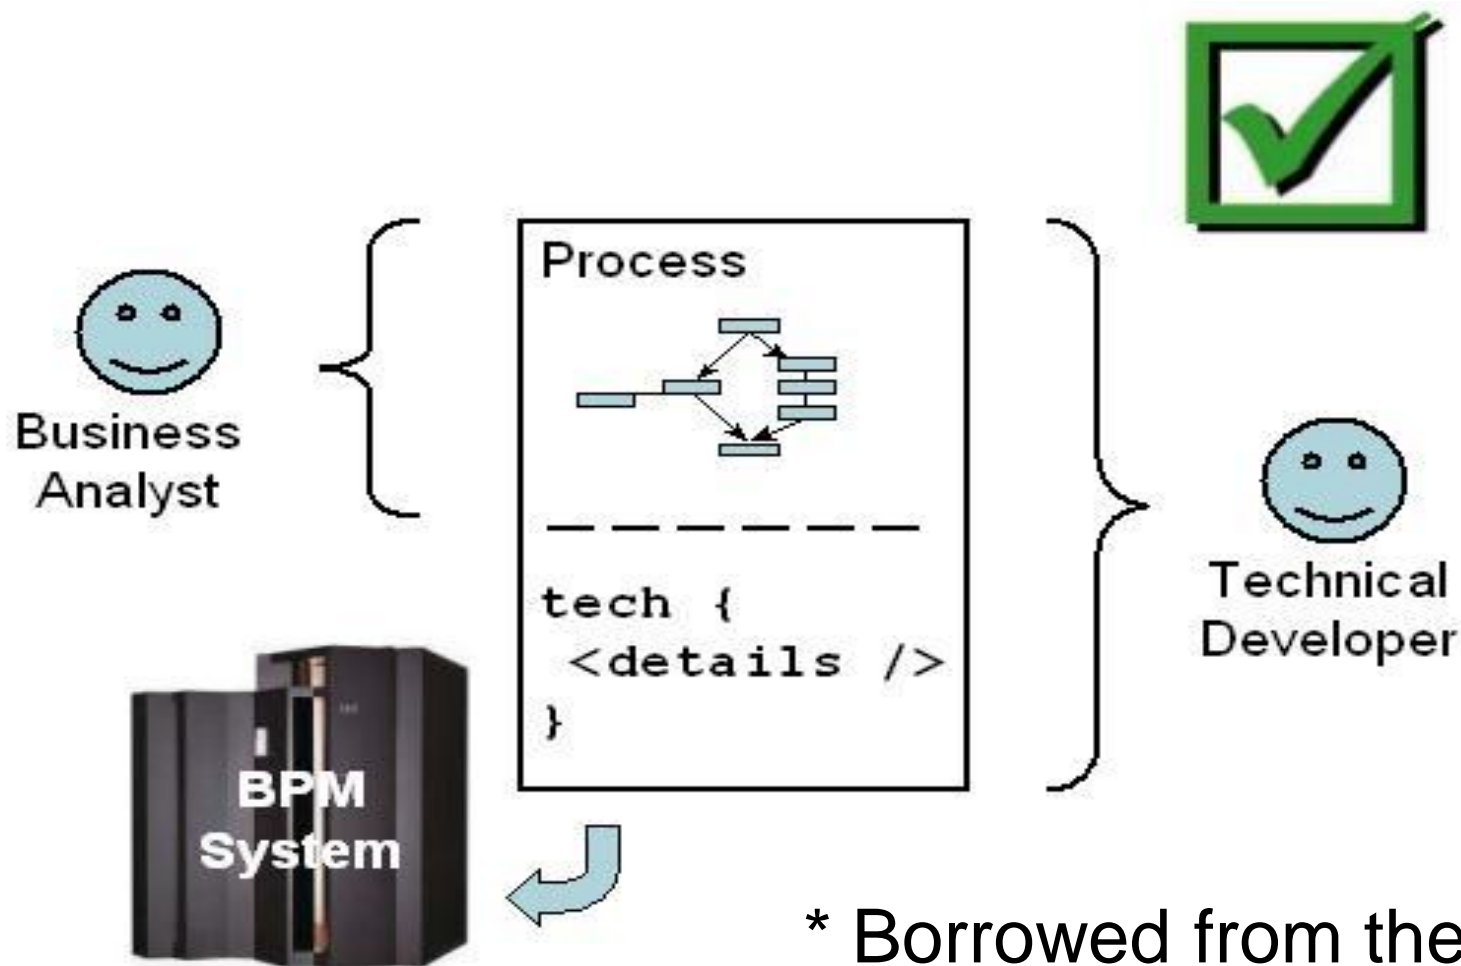 Process
Business
Analyst
tech {
<details />
}
Technical
Developer
BPM
System
* Borrowed from the